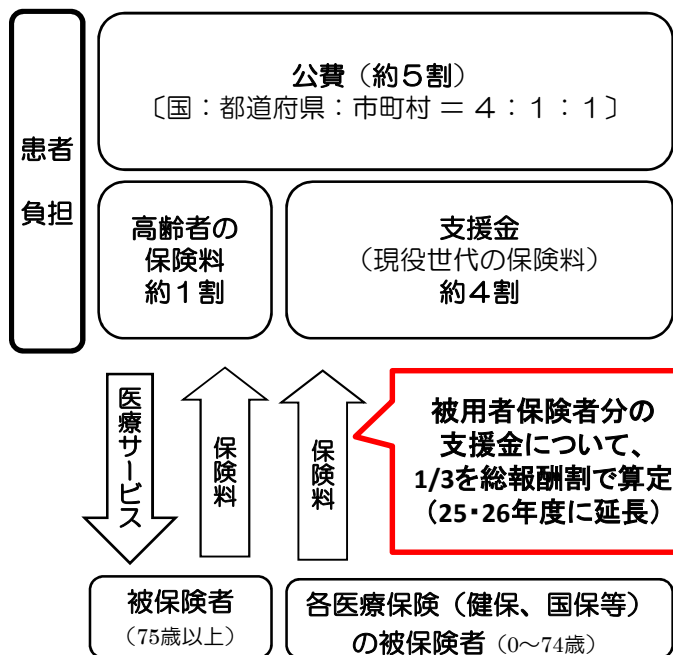 公費（約５割）
〔国：都道府県：市町村 ＝ ４：１：１〕
患者
負担
高齢者の
保険料
約１割
支援金
（現役世代の保険料）
約４割
医療サービス
保険料
保険料
被用者保険者分の
支援金について、
1/3を総報酬割で算定
（25・26年度に延長）
被保険者
（75歳以上）
各医療保険（健保、国保等）
の被保険者（0～74歳）